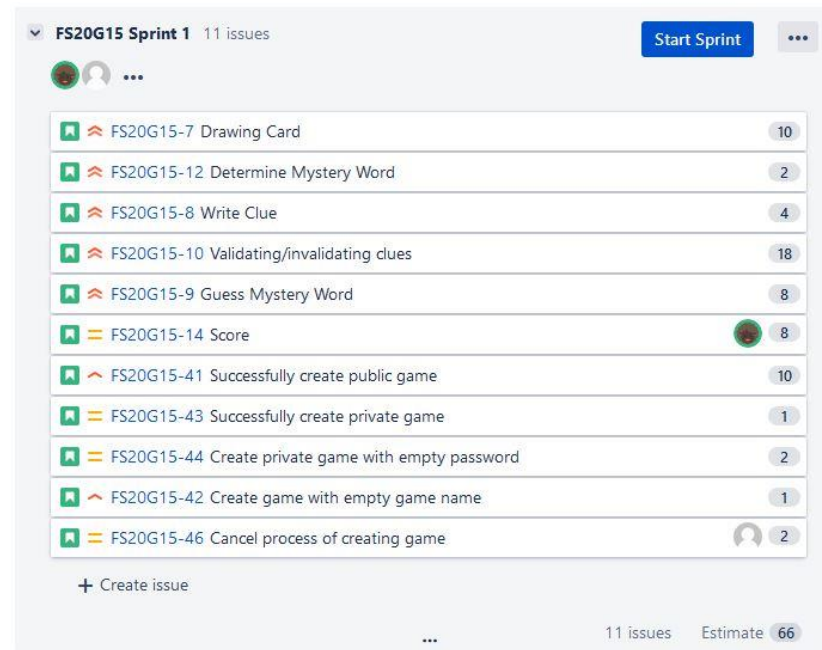 FS20G15 Sprint 1 11 issues Start Sprint ...
...
FS20G15-7 Drawing Card 10
FS20G15-12 Determine Mystery Word 2
FS20G15-8 Write Clue 4
FS20G15-10 Validating/invalidating clues 18
FS20G15-9 Guess Mystery Word 8
FS20G15-14 Score 8
FS20G15-41 Successfully create public game 10
FS20G15-43 Successfully create private game 1
FS20G15-44 Create private game with empty password 2
FS20G15-42 Create game with empty game name 1
FS20G15-46 Cancel process of creating game 2
+ Create issue
... 11 issues Estimate 66